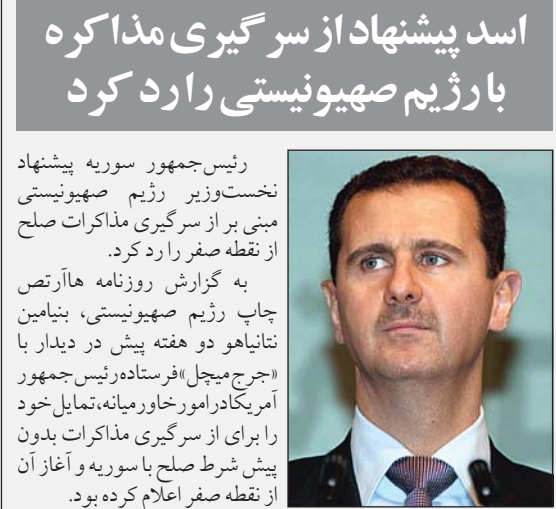 اسد پیشنهاد از سر گیری مذاکره
با رژیم صهیونیستی را رد کرد
رئیس‌جمهور سوریه پیشنهاد
نخست‌وزیر رژیم صهیونیستی
مبنی بر از سرگیری مذاکرات صلح
از نقطه صفر را رد کرد.
به گزارش روزنامه هاآرتص
چاپ رژیم صهیونیستی، بنیامین
نتانیاهو دو هفته پیش در دیدار با
«جرج میچل» فرستاده رئیس‌جمهور
آمریکا در امور خاورمیانه، تمایل خود
را برای از سرگیری مذاکرات بدون
پیش شرط صلح با سوریه و آغاز آن
از نقطه صفر اعلام کرده بود.